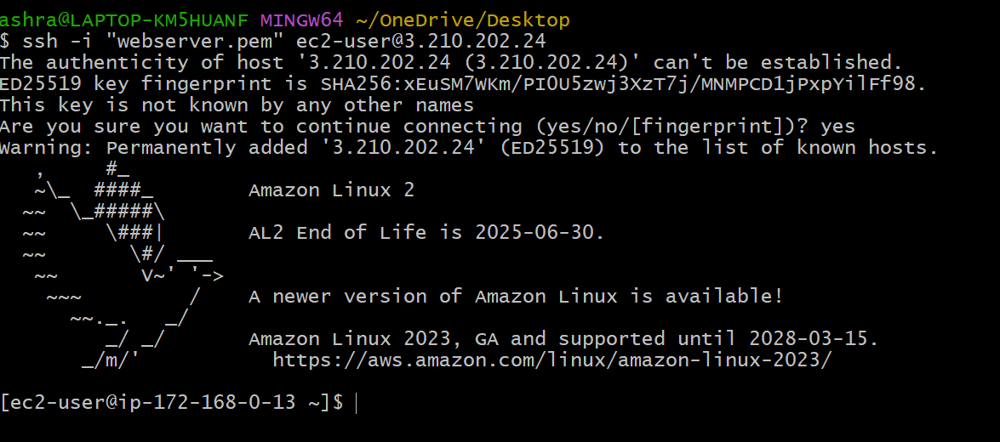 ashra@LAPTOP-KM5HUANF MINGW64 ~/OneDrive/Desktop
$ ssh -i "webserver.pem" ec2-user@3.210.202.24
The authenticity of host '3.210.202.24 (3.210.202.24)' can't be established.
ED25519 key fingerprint is SHA256:xEuSM7WKm/PI0U5zwj3XzT7j/MNMPCD1jPxpYilFf98.
This key is not known by any other names
Are you sure you want to continue connecting (yes/no/[fingerprint])? yes
Warning: Permanently added '3.210.202.24' (ED25519) to the list of known hosts.
   ,     #_
   ~\_  ####_        Amazon Linux 2
  ~~  \_#####\
  ~~     \###|       AL2 End of Life is 2025-06-30.
  ~~       \#/ ___
   ~~       V~' '->
    ~~~         /    A newer version of Amazon Linux is available!
      ~~._.   _/
         _/ _/       Amazon Linux 2023, GA and supported until 2028-03-15.
       _/m/'           https://aws.amazon.com/linux/amazon-linux-2023/
[ec2-user@ip-172-168-0-13 ~]$